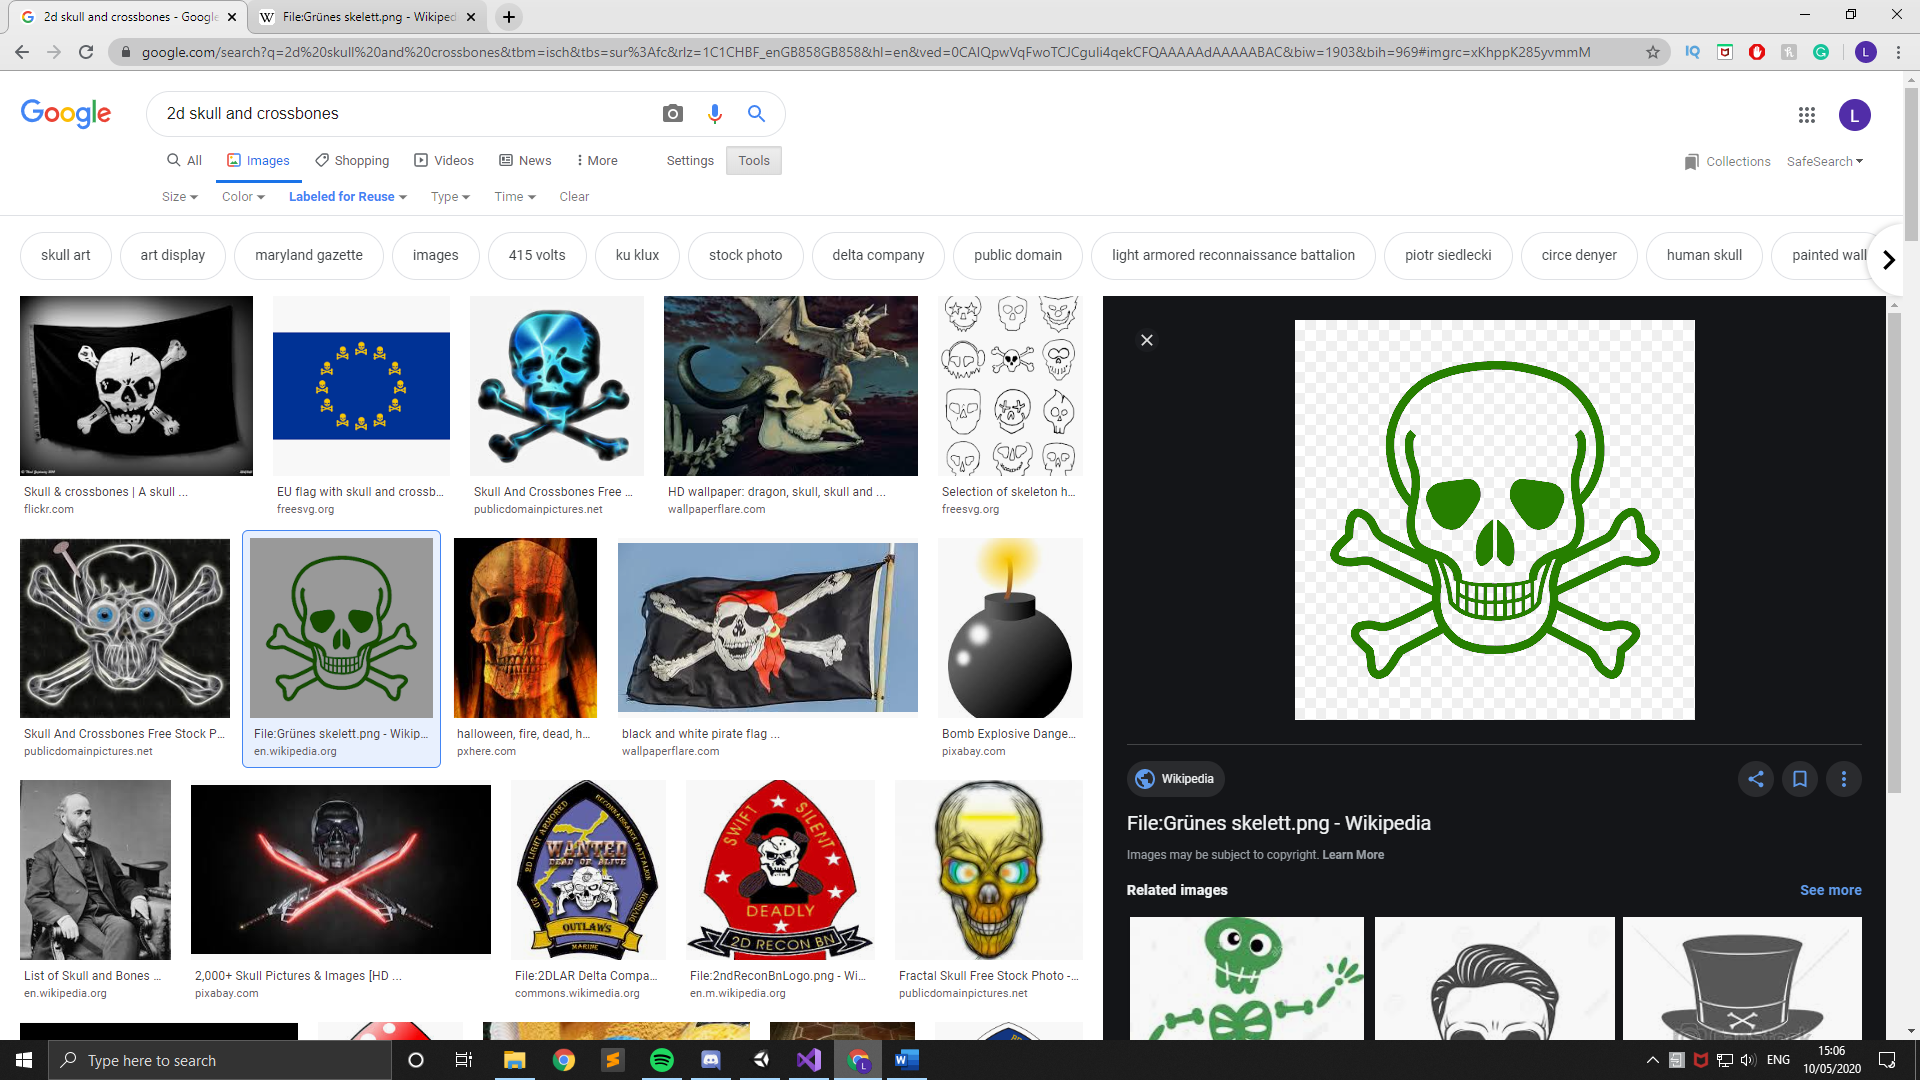 2d skull and crossbones - Google
File:Grünes skelett.png - Wikiped
google.com/search?q=2d%20skull%20and%20crossbones&tbm=isch&tbs=sur%3Afc&rlz=1C1CHBF_enGB858GB858&hl=en&ved=0CAIQpwVqFwoTCJCguIi4qekCFQAAAAAdAAAAABAC&biw=1903&bih=969#imgrc=xKhppK285yvmmM
Google
2d skull and crossbones
L
All Images Shopping Videos News More Settings Tools
Collections SafeSearch
Size Color Labeled for Reuse Type Time Clear
skull art
art display
maryland gazette
images
415 volts
ku klux
stock photo
delta company
public domain
light armored reconnaissance battalion
piotr siedlecki
circe denyer
human skull
painted wall
Skull & crossbones | A skull ...
flickr.com
EU flag with skull and crossb...
freesvg.org
Skull And Crossbones Free ...
publicdomainpictures.net
HD wallpaper: dragon, skull, skull and ...
wallpaperflare.com
Selection of skeleton h...
freesvg.org
Skull And Crossbones Free Stock P...
publicdomainpictures.net
File:Grünes skelett.png - Wikip...
en.wikipedia.org
halloween, fire, dead, h...
pxhere.com
black and white pirate flag ...
wallpaperflare.com
Bomb Explosive Dange...
pixabay.com
2D LIGHT ARMORED RECONNAISSANCE BATTALION
WANTED
DEAD OR ALIVE
2D
DIVISION
OUTLAWS
MARINE
SWIFT SILENT
DEADLY
2D RECON BN
List of Skull and Bones ...
en.wikipedia.org
2,000+ Skull Pictures & Images [HD ...
pixabay.com
File:2DLAR Delta Compa...
commons.wikimedia.org
File:2ndReconBnLogo.png - Wi...
en.m.wikipedia.org
Fractal Skull Free Stock Photo -...
publicdomainpictures.net
Wikipedia
File:Grünes skelett.png - Wikipedia
Images may be subject to copyright. Learn More
Related images
See more
Type here to search
ENG
15:06
10/05/2020